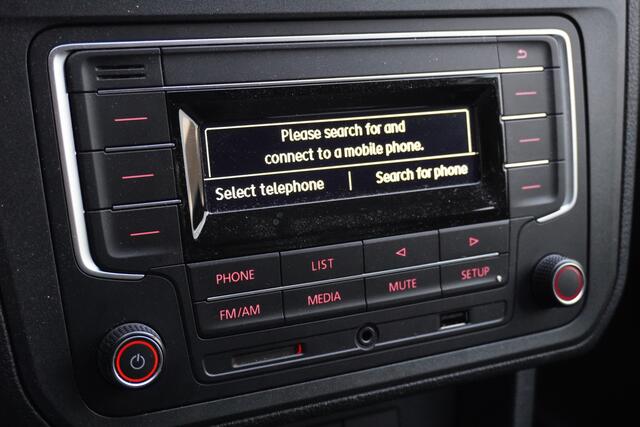 Please search for and
connect to a mobile phone.
Select telephone | Search for phone
PHONE LIST
FM/AM MEDIA MUTE SETUP